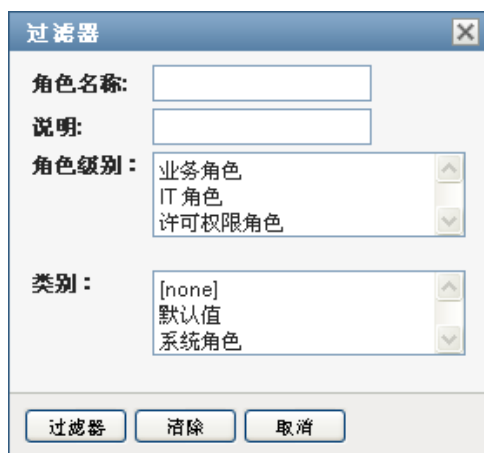 过滤器
角色名称:
说明:
角色级别：
业务角色
IT 角色
许可权限角色
类别：
[none]
默认值
系统角色
过滤器 清除 取消